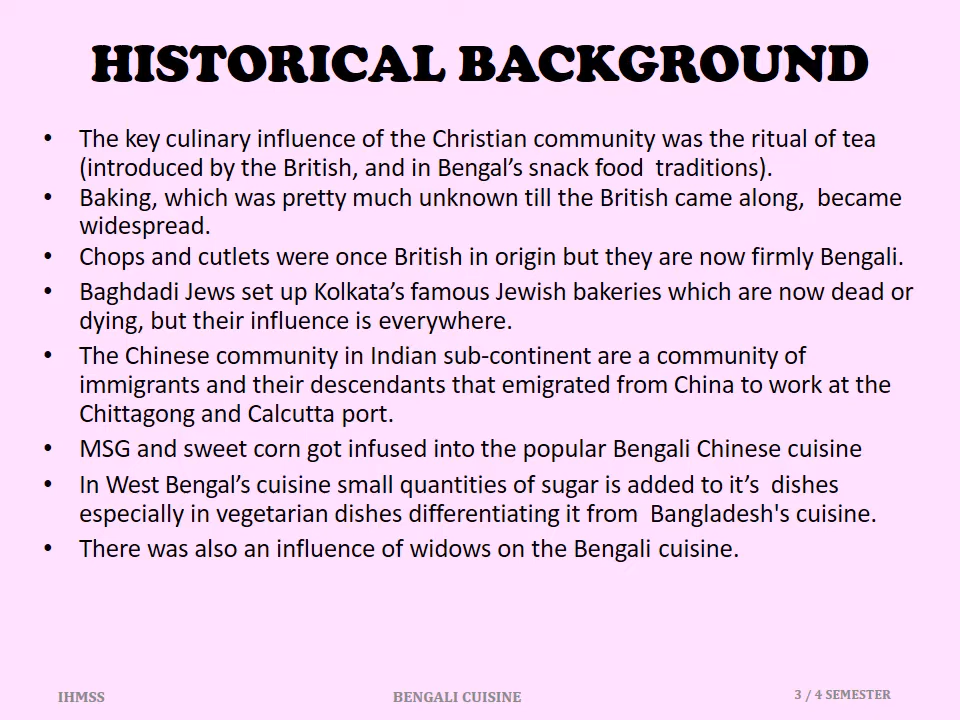 HISTORICAL BACKGROUND
• The key culinary influence of the Christian community was the ritual of tea
(introduced by the British, and in Bengal’s snack food  traditions).
• Baking, which was pretty much unknown till the British came along,  became
widespread.
• Chops and cutlets were once British in origin but they are now firmly Bengali.
• Baghdadi Jews set up Kolkata’s famous Jewish bakeries which are now dead or
dying, but their influence is everywhere.
• The Chinese community in Indian sub-continent are a community of
immigrants and their descendants that emigrated from China to work at the
Chittagong and Calcutta port.
• MSG and sweet corn got infused into the popular Bengali Chinese cuisine
• In West Bengal’s cuisine small quantities of sugar is added to it’s  dishes
especially in vegetarian dishes differentiating it from  Bangladesh's cuisine.
• There was also an influence of widows on the Bengali cuisine.
IHMSS
BENGALI CUISINE
3 / 4 SEMESTER